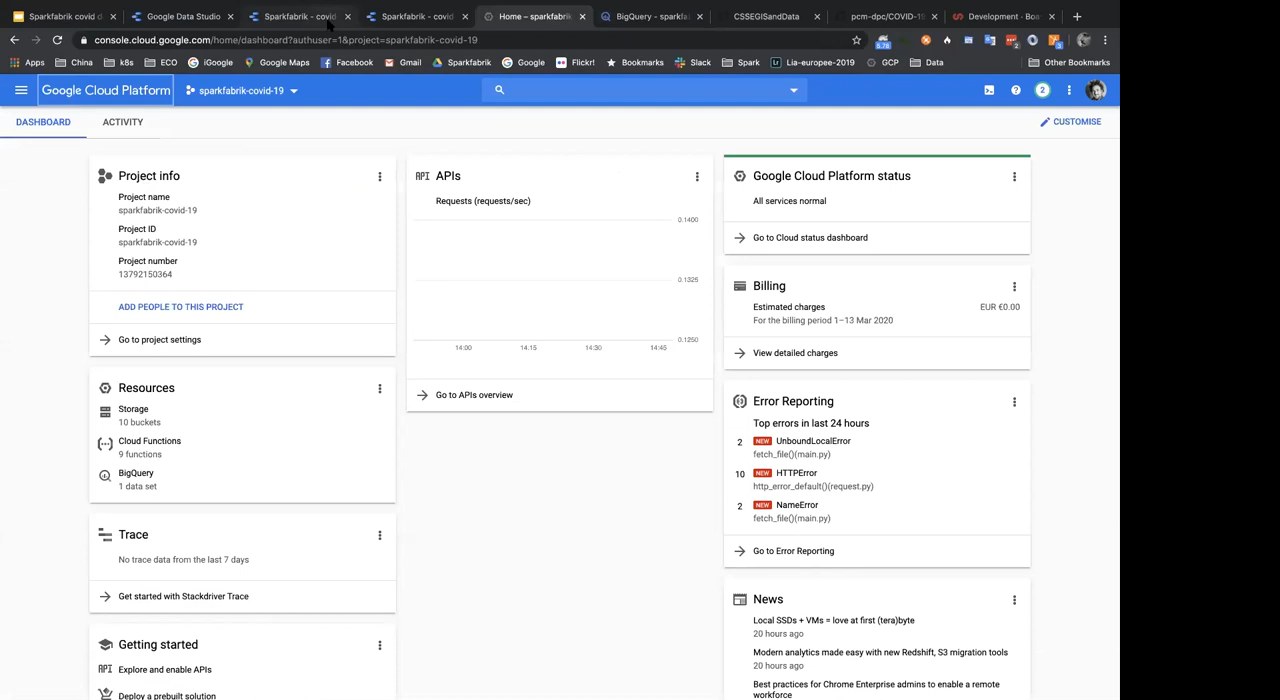 Sparkfabrik covid d
Google Data Studio
Sparkfabrik - covid
Sparkfabrik - covid
Home – sparkfabrik
BigQuery - sparkfa
CSSEGISandData
pcm-dpc/COVID-19
Development - Boa
console.cloud.google.com/home/dashboard?authuser=1&project=sparkfabrik-covid-19
5.78
2
3
Apps
China
k8s
ECO
iGoogle
Google Maps
Facebook
Gmail
Sparkfabrik
Google
Flickr!
Bookmarks
Slack
Spark
Lia-europee-2019
GCP
Data
Other Bookmarks
Google Cloud Platform
sparkfabrik-covid-19
2
DASHBOARD
ACTIVITY
CUSTOMISE
Project info
Project name
sparkfabrik-covid-19
Project ID
sparkfabrik-covid-19
Project number
13792150364
ADD PEOPLE TO THIS PROJECT
Go to project settings
Resources
Storage
10 buckets
Cloud Functions
9 functions
BigQuery
1 data set
Trace
No trace data from the last 7 days
Get started with Stackdriver Trace
Getting started
API Explore and enable APIs
Deploy a prebuilt solution
API APIs
Requests (requests/sec)
0.1400
0.1325
0.1250
14:00
14:15
14:30
14:45
Go to APIs overview
Google Cloud Platform status
All services normal
Go to Cloud status dashboard
Billing
Estimated charges
EUR €0.00
For the billing period 1–13 Mar 2020
View detailed charges
Error Reporting
Top errors in last 24 hours
2 NEW UnboundLocalError
fetch_file()(main.py)
10 NEW HTTPError
http_error_default()(request.py)
2 NEW NameError
fetch_file()(main.py)
Go to Error Reporting
News
Local SSDs + VMs = love at first (tera)byte
20 hours ago
Modern analytics made easy with new Redshift, S3 migration tools
20 hours ago
Best practices for Chrome Enterprise admins to enable a remote
workforce